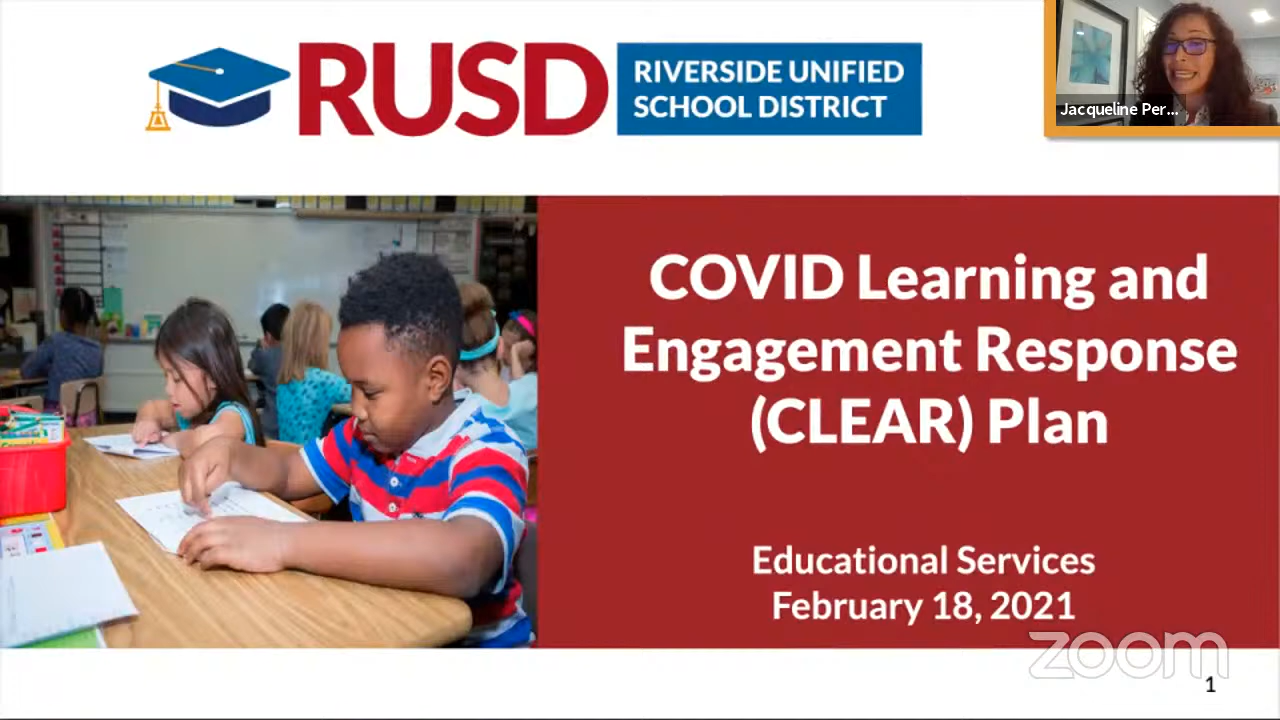 RUSD
RIVERSIDE UNIFIED
SCHOOL DISTRICT
Jacqueline Per...
COVID Learning and
Engagement Response
(CLEAR) Plan
Educational Services
February 18, 2021
zoom
1